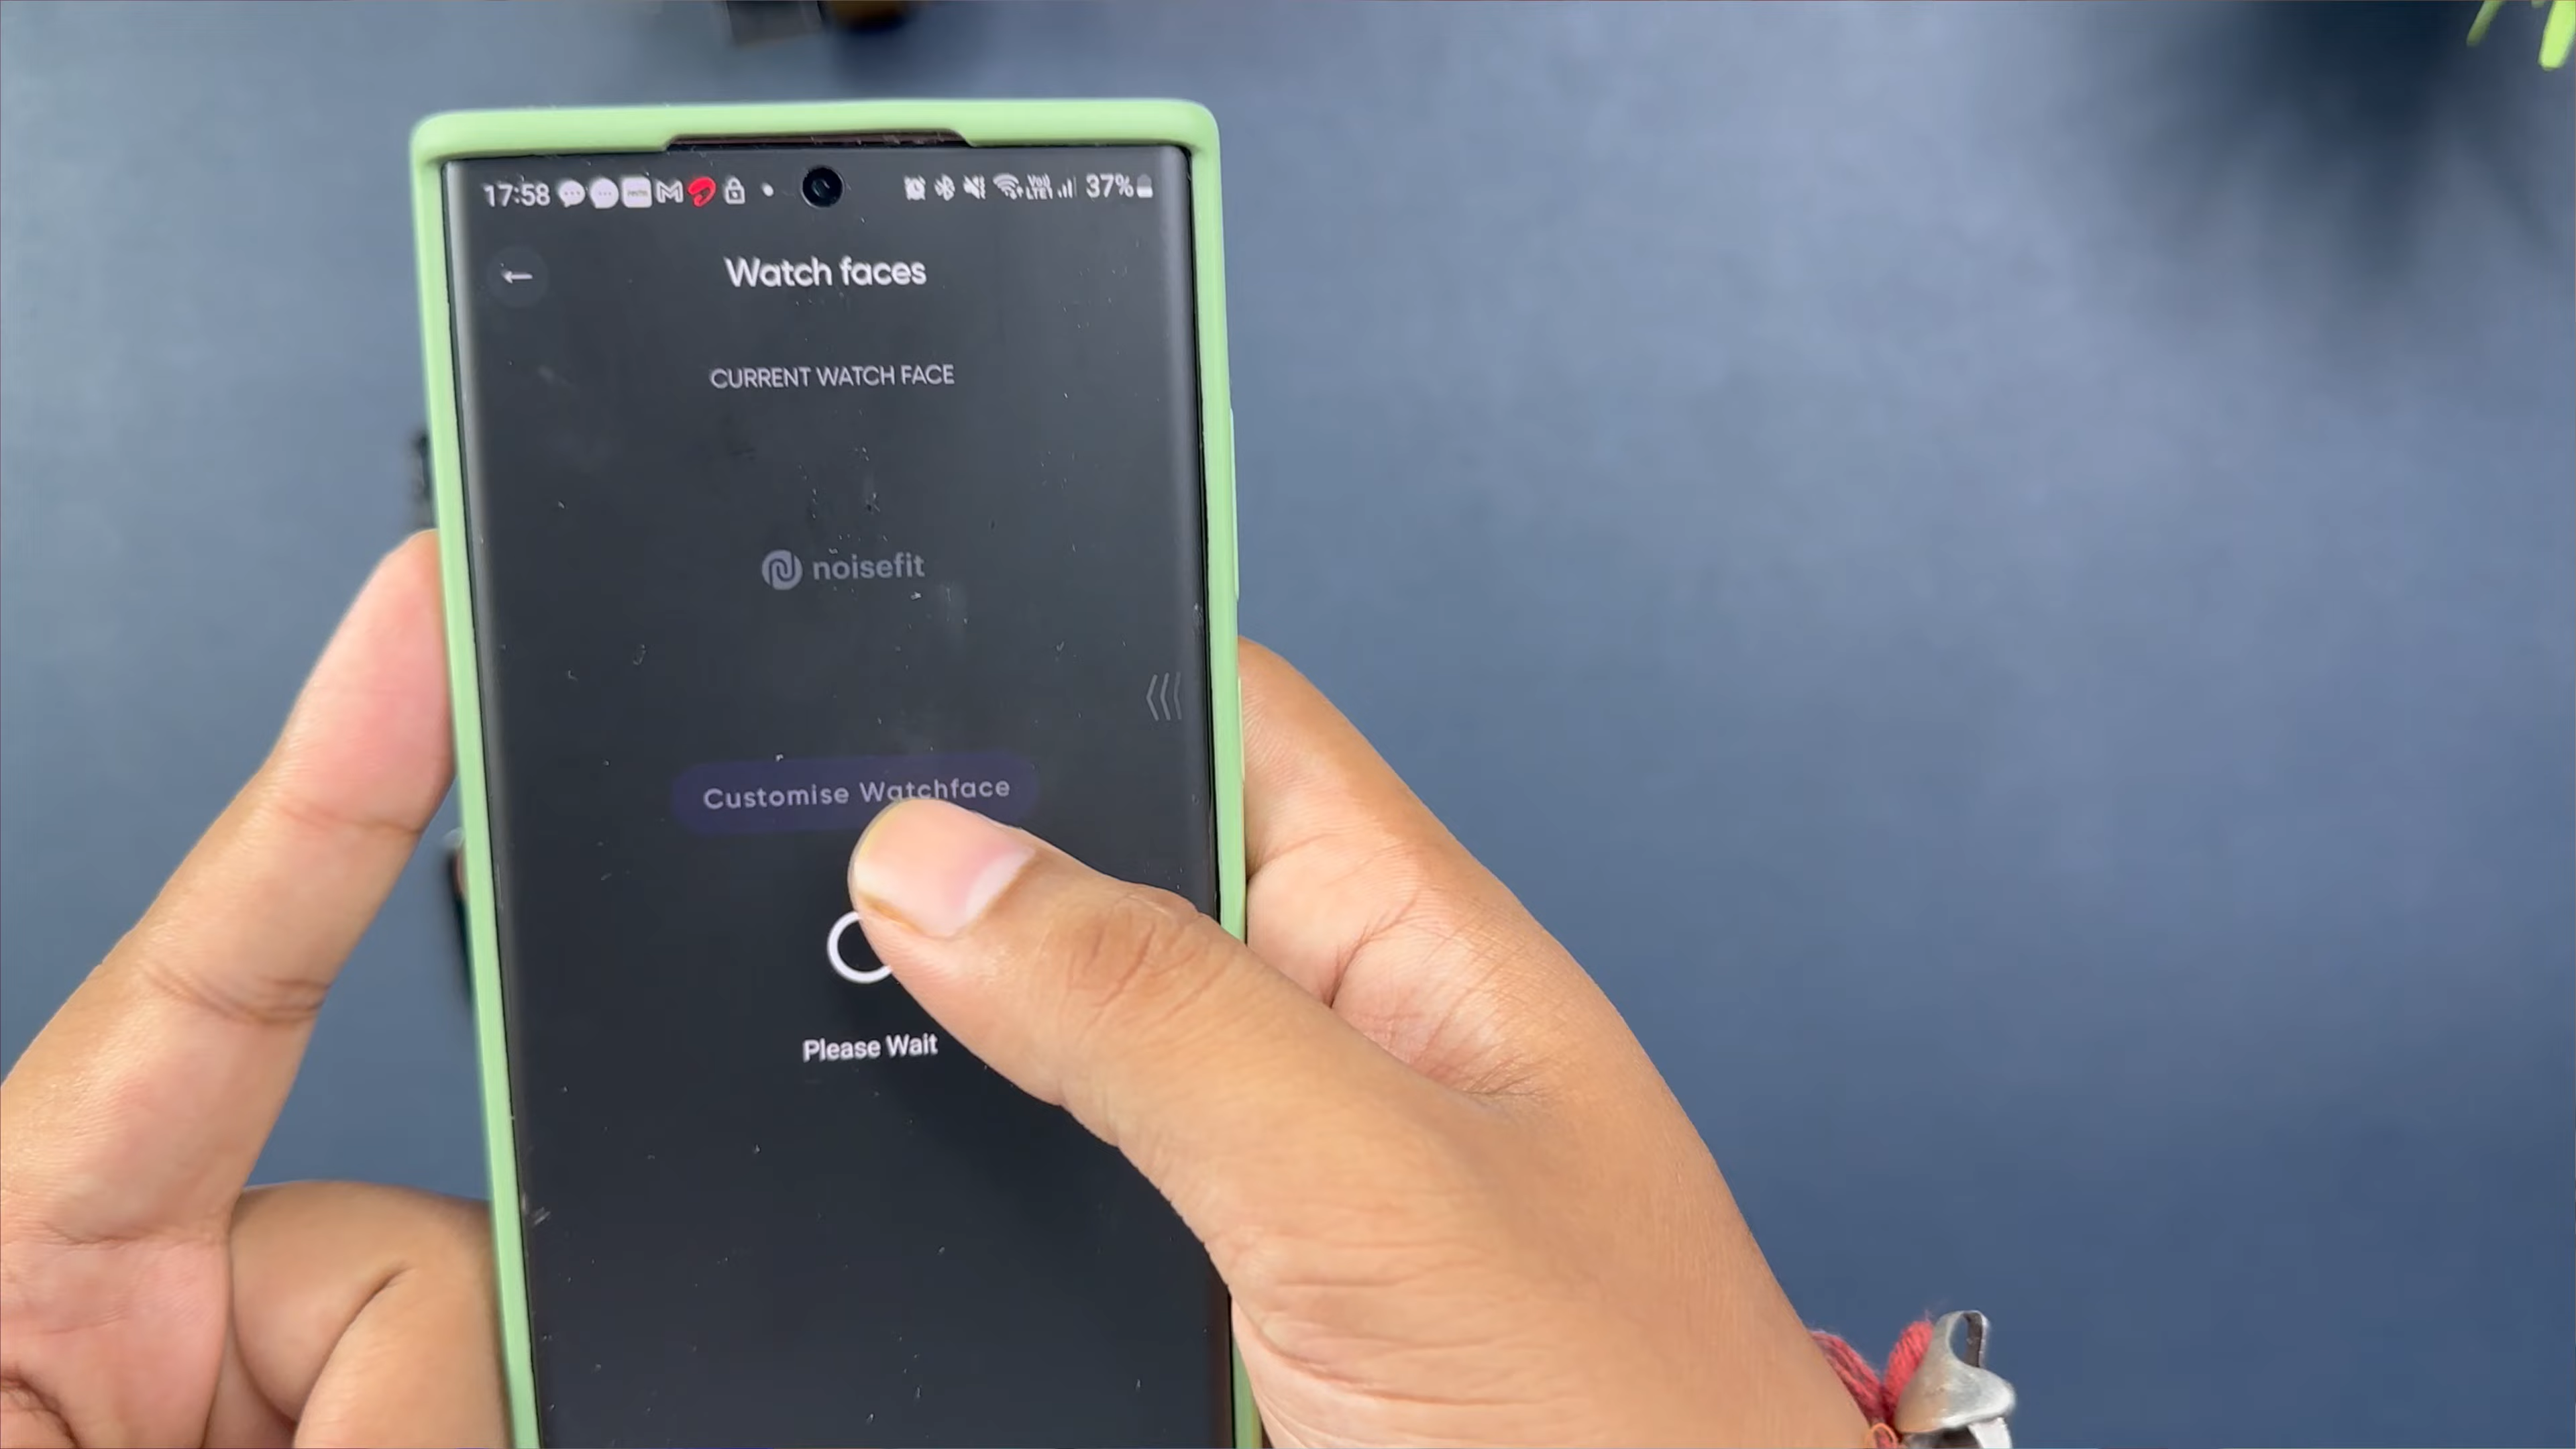 17:58 37%
Watch faces
CURRENT WATCH FACE
noisefit
Customise Watchface
Please Wait